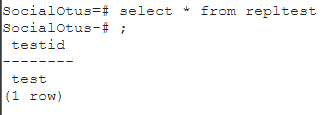 SocialOtus=# select * from repltest
SocialOtus-# ;
testid
--------
test
(1 row)